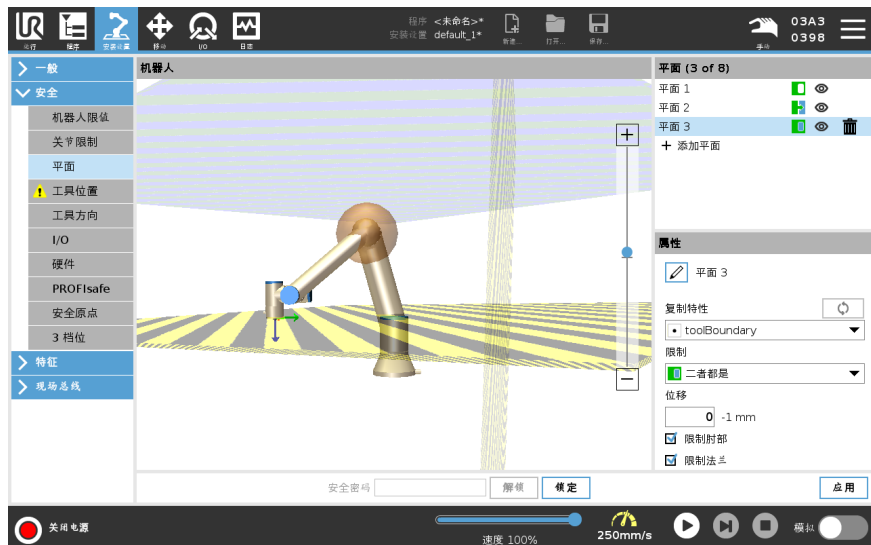 UR
程序 <未命名>*
安装设置 default_1*
运行
程序
安装设置
移动
I/O
日志
新建...
打开...
保存...
手动
03A3
0398
一般
安全
机器人限值
关节限制
平面
工具位置
工具方向
I/O
硬件
PROFIsafe
安全原点
3 档位
特征
现场总线
机器人
平面 (3 of 8)
平面 1
平面 2
平面 3
+ 添加平面
属性
平面 3
复制特性
toolBoundary
限制
二者都是
位移
0 -1 mm
限制肘部
限制法兰
安全密码
解锁
锁定
应用
关闭电源
速度 100%
250mm/s
模拟